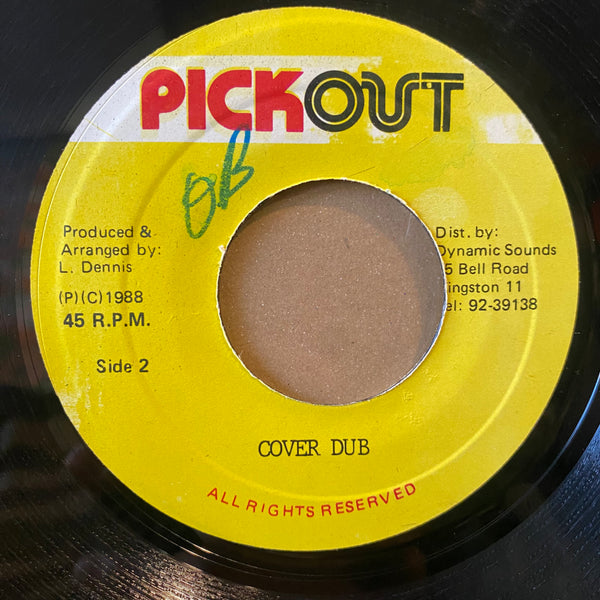 PICKOUT
Produced &
Arranged by:
L. Dennis
(P)(C)1988
45 R.P.M.
Side 2
Dist. by:
Dynamic Sounds
5 Bell Road
ingston 11
el: 92-39138
COVER DUB
ALL RIGHTS RESERVED